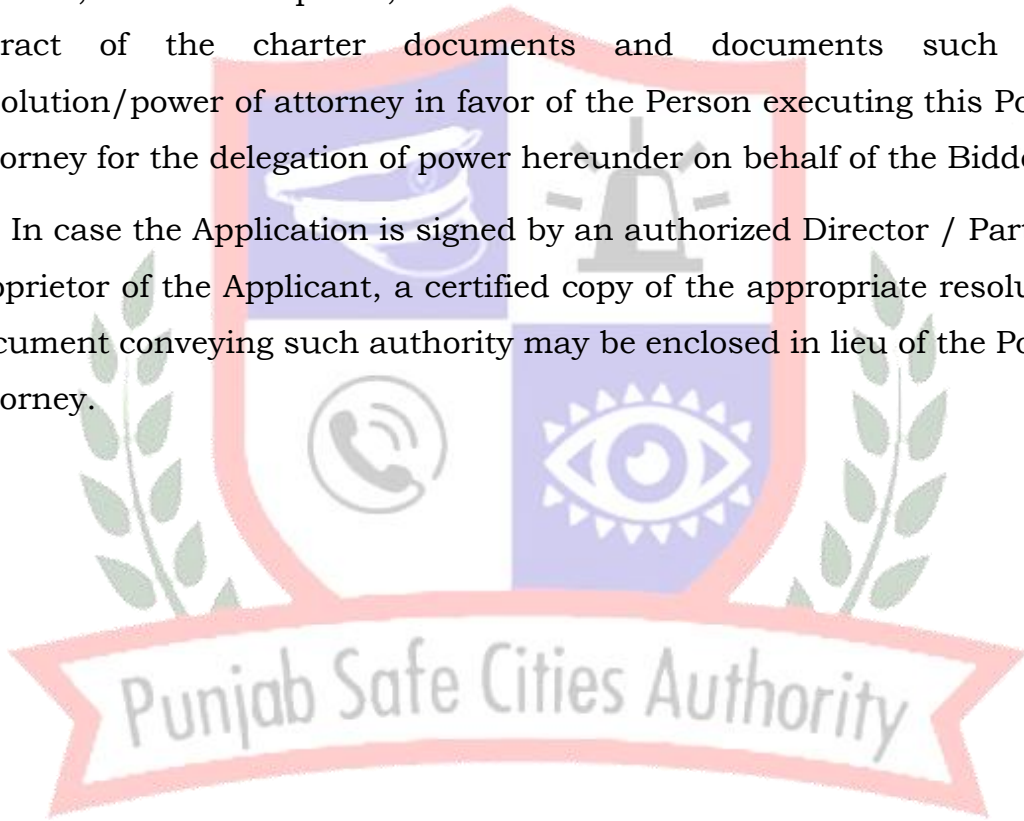 ract of the charter documents and documents such
olution/power of attorney in favor of the Person executing this Po
orney for the delegation of power hereunder on behalf of the Bidd
In case the Application is signed by an authorized Director / Part
oprietor of the Applicant, a certified copy of the appropriate resolu
cument conveying such authority may be enclosed in lieu of the Po
orney.
Punjab Safe Cities Authority